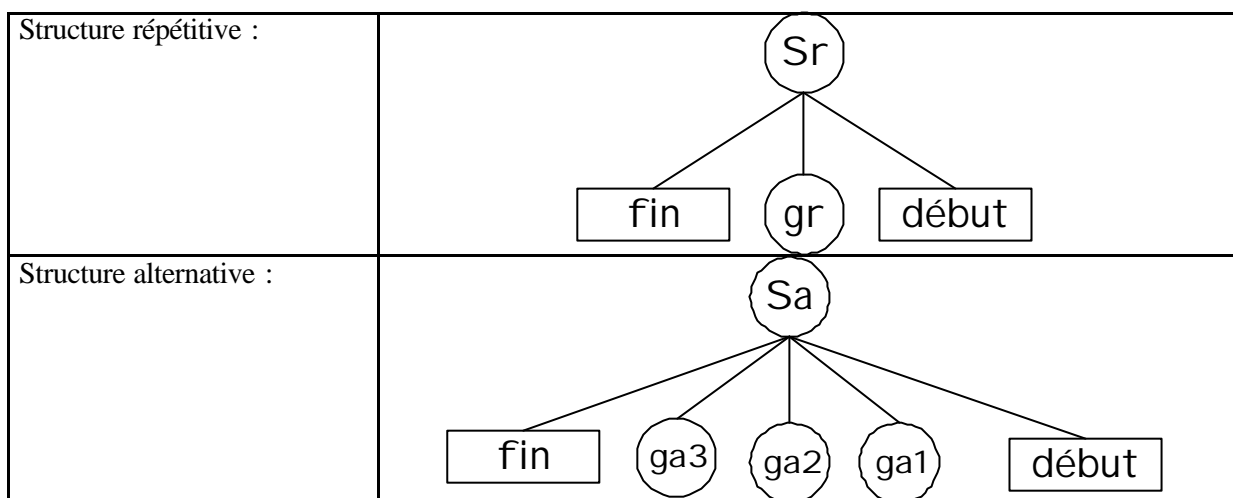 Structure répétitive :
Sr
fin gr début
Structure alternative :
Sa
fin ga3 ga2 ga1 début